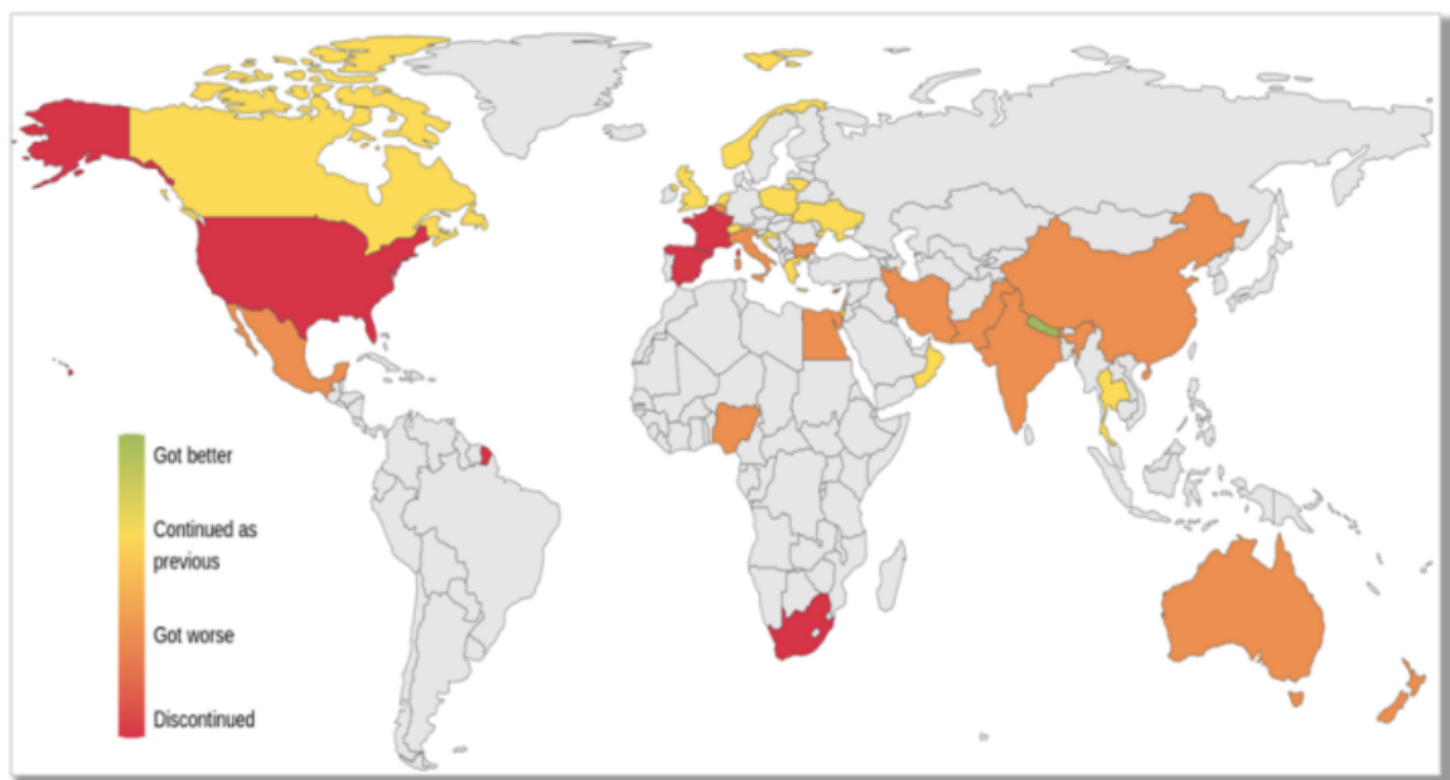 Got better
Continued as
previous
Got worse
Discontinued